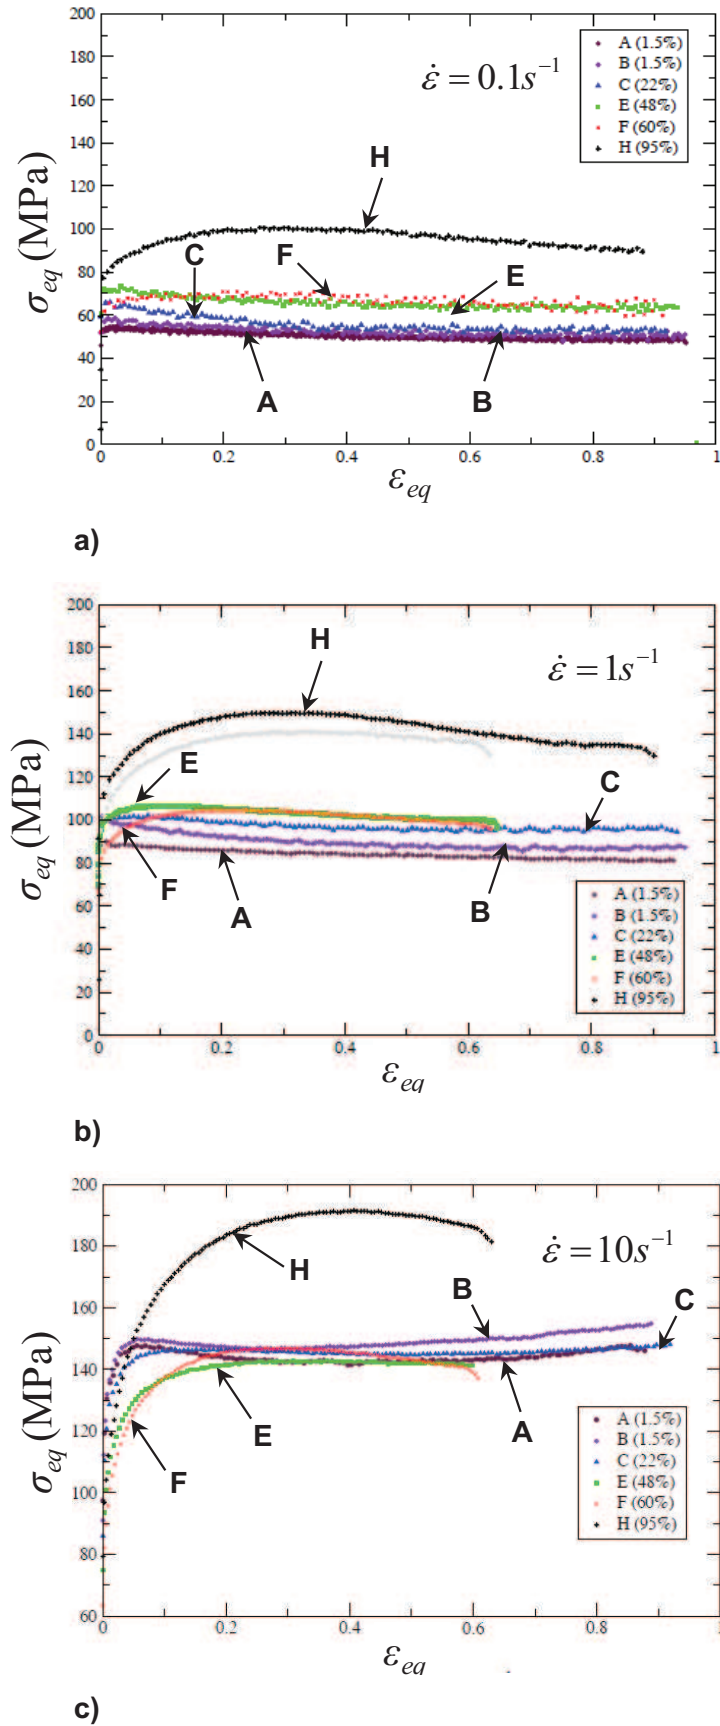 σeq (MPa)
200
180
160
140
120
100
80
60
40
20
0
ε̇ = 0.1s⁻¹
A (1.5%)
B (1.5%)
C (22%)
E (48%)
F (60%)
H (95%)
H
C
F
E
A
B
0 0.2 0.4 0.6 0.8 1
εeq
a)
σeq (MPa)
200
180
160
140
120
100
80
60
40
20
0
H
ε̇ = 1s⁻¹
E
C
F
A
B
A (1.5%)
B (1.5%)
C (22%)
E (48%)
F (60%)
H (95%)
0 0.2 0.4 0.6 0.8 1
εeq
b)
σeq (MPa)
200
180
160
140
120
100
80
60
H
ε̇ = 10s⁻¹
B
C
E
A
F
A (1.5%)
B (1.5%)
C (22%)
E (48%)
F (60%)
H (95%)
0 0.2 0.4 0.6 0.8 1
εeq
c)